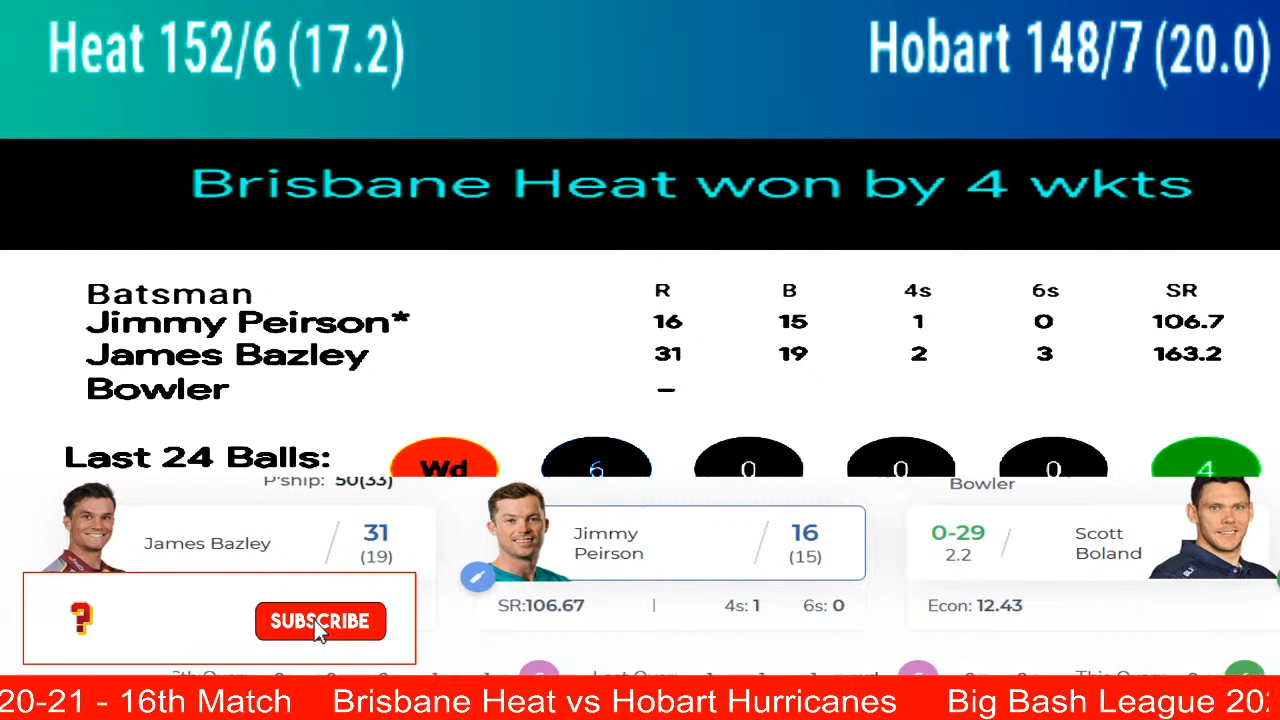 Heat 152/6 (17.2) Hobart 148/7 (20.0)
Brisbane Heat won by 4 wkts
Batsman R B 4s 6s SR
Jimmy Peirson* 16 15 1 0 106.7
James Bazley 31 19 2 3 163.2
Bowler –
Last 24 Balls: Wd 6 0 0 0 4
P'ship: 50(33) Bowler
James Bazley 31 (19)
Jimmy Peirson 16 (15)
0-29 2.2 Scott Boland
SR:106.67 | 4s: 1 6s: 0 Econ: 12.43
? SUBSCRIBE
20-21 - 16th Match Brisbane Heat vs Hobart Hurricanes Big Bash League 202